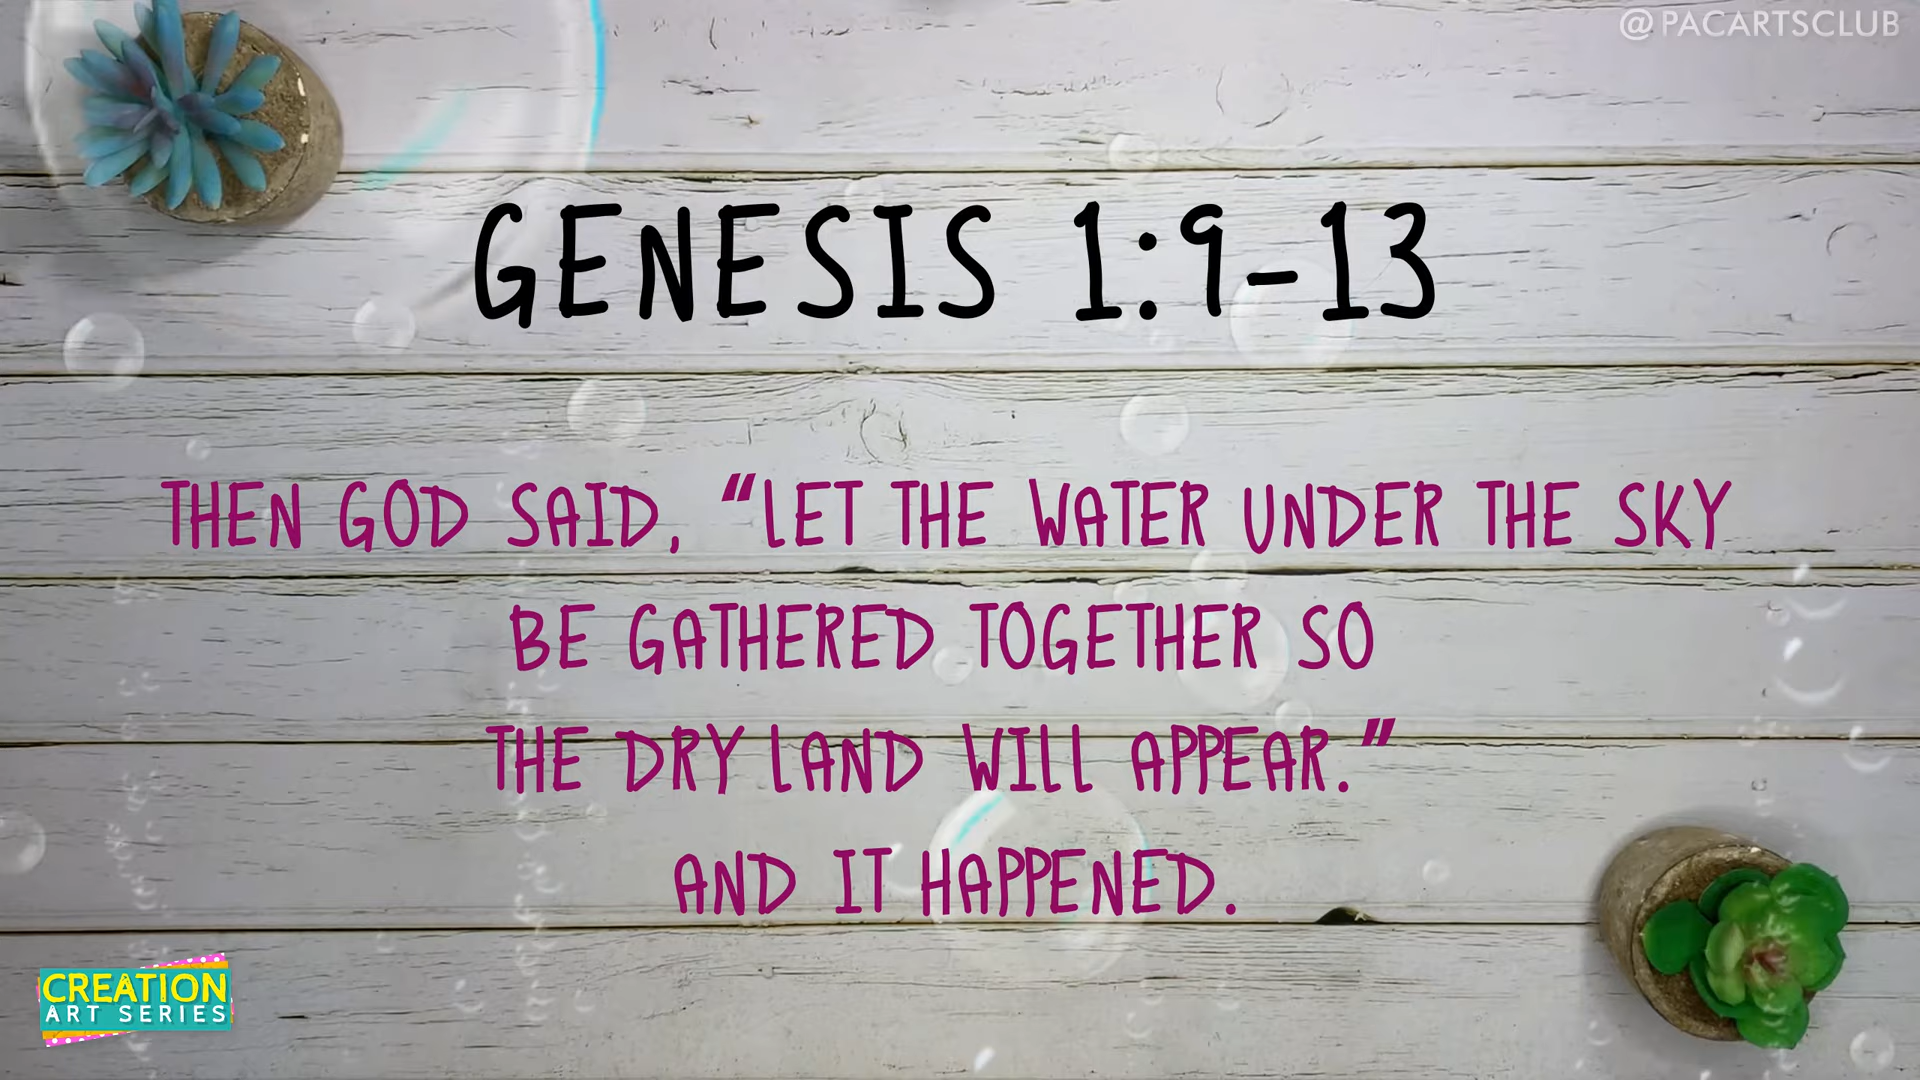 @PACARTSCLUB
GENESIS 1:9-13
THEN GOD SAID, "LET THE WATER UNDER THE SKY
BE GATHERED TOGETHER SO
THE DRY LAND WILL APPEAR."
AND IT HAPPENED.
CREATION
ART SERIES